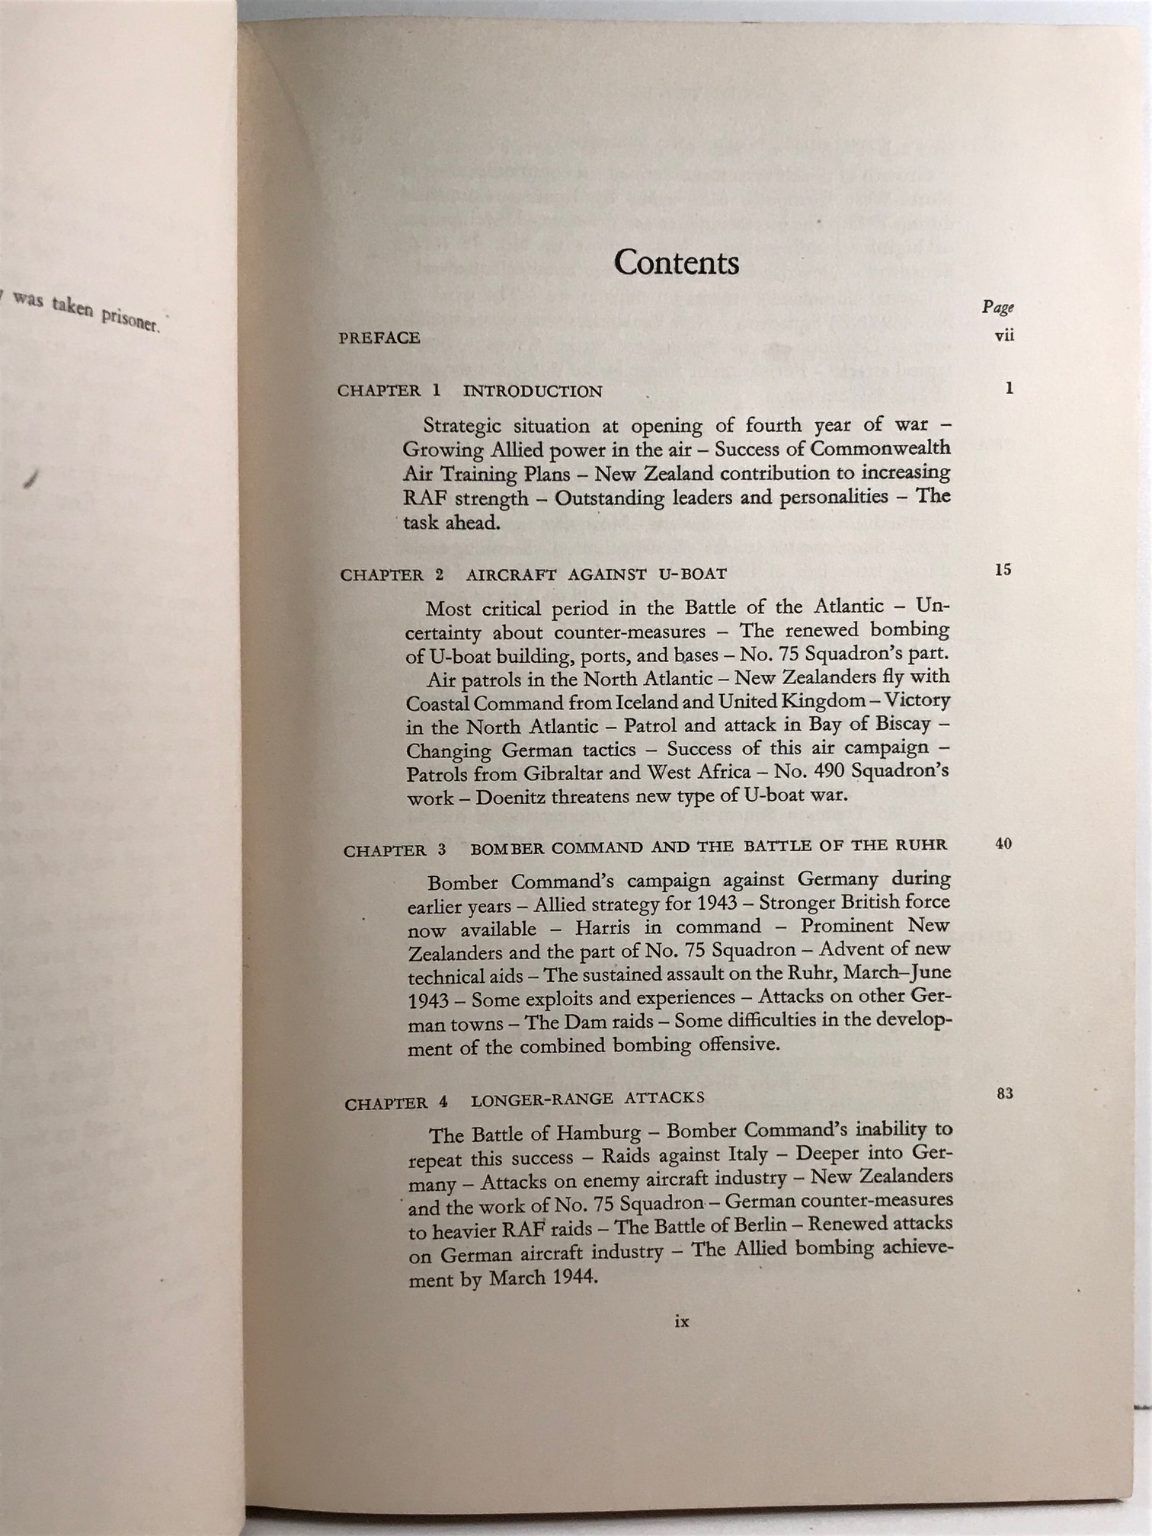 was taken prisoner.
Contents
Page
PREFACE vii
CHAPTER 1 INTRODUCTION 1
Strategic situation at opening of fourth year of war –
Growing Allied power in the air – Success of Commonwealth
Air Training Plans – New Zealand contribution to increasing
RAF strength – Outstanding leaders and personalities – The
task ahead.
CHAPTER 2 AIRCRAFT AGAINST U-BOAT 15
Most critical period in the Battle of the Atlantic – Un-
certainty about counter-measures – The renewed bombing
of U-boat building, ports, and bases – No. 75 Squadron's part.
Air patrols in the North Atlantic – New Zealanders fly with
Coastal Command from Iceland and United Kingdom – Victory
in the North Atlantic – Patrol and attack in Bay of Biscay –
Changing German tactics – Success of this air campaign –
Patrols from Gibraltar and West Africa – No. 490 Squadron's
work – Doenitz threatens new type of U-boat war.
CHAPTER 3 BOMBER COMMAND AND THE BATTLE OF THE RUHR 40
Bomber Command's campaign against Germany during
earlier years – Allied strategy for 1943 – Stronger British force
now available – Harris in command – Prominent New
Zealanders and the part of No. 75 Squadron – Advent of new
technical aids – The sustained assault on the Ruhr, March–June
1943 – Some exploits and experiences – Attacks on other Ger-
man towns – The Dam raids – Some difficulties in the develop-
ment of the combined bombing offensive.
CHAPTER 4 LONGER-RANGE ATTACKS 83
The Battle of Hamburg – Bomber Command's inability to
repeat this success – Raids against Italy – Deeper into Ger-
many – Attacks on enemy aircraft industry – New Zealanders
and the work of No. 75 Squadron – German counter-measures
to heavier RAF raids – The Battle of Berlin – Renewed attacks
on German aircraft industry – The Allied bombing achieve-
ment by March 1944.
ix